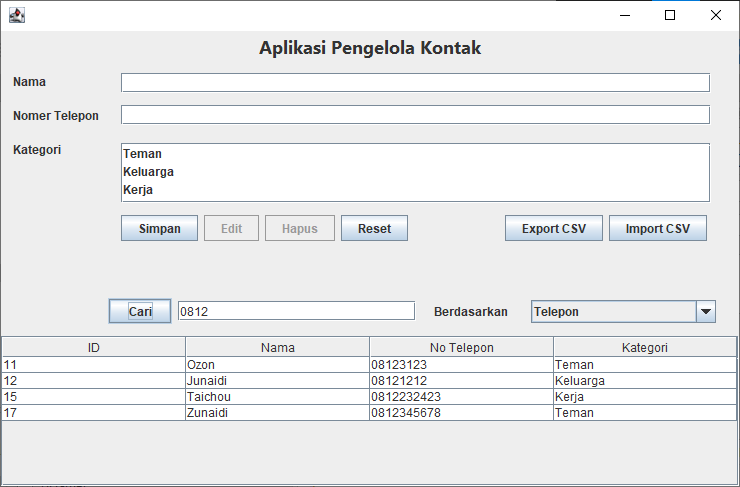 Aplikasi Pengelola Kontak
Nama
Nomer Telepon
Kategori
Teman
Keluarga
Kerja
Simpan Edit Hapus Reset Export CSV Import CSV
Cari 0812 Berdasarkan Telepon
ID Nama No Telepon Kategori
11 Ozon 08123123 Teman
12 Junaidi 08121212 Keluarga
15 Taichou 0812232423 Kerja
17 Zunaidi 0812345678 Teman